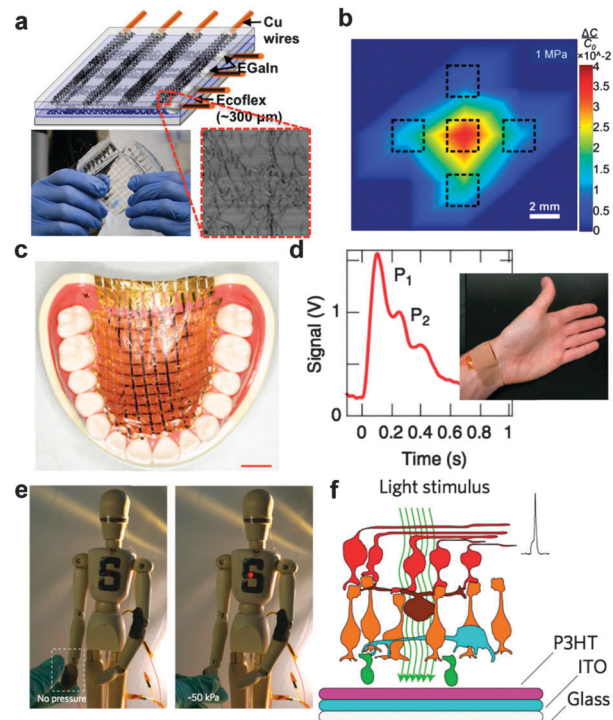 a
Cu
wires
EGaIn
Ecoflex
(~300 µm)
b
1 MPa
ΔC
C₀
×10^-2
4
3.5
3
2.5
2
1.5
1
0.5
0
2 mm
c
d
Signal (V)
1
0
P₁
P₂
0 0.2 0.4 0.6 0.8 1
Time (s)
e
S
No pressure
S
~50 kPa
f
Light stimulus
P3HT
ITO
Glass